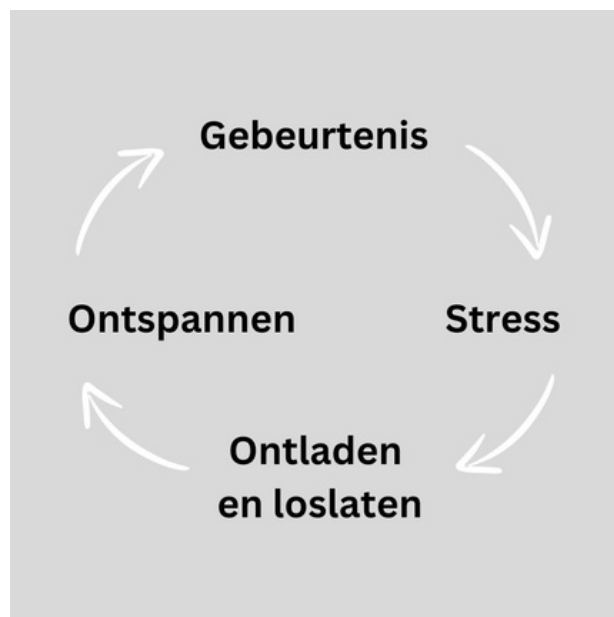 Gebeurtenis
Ontspannen
Stress
Ontladen
en loslaten